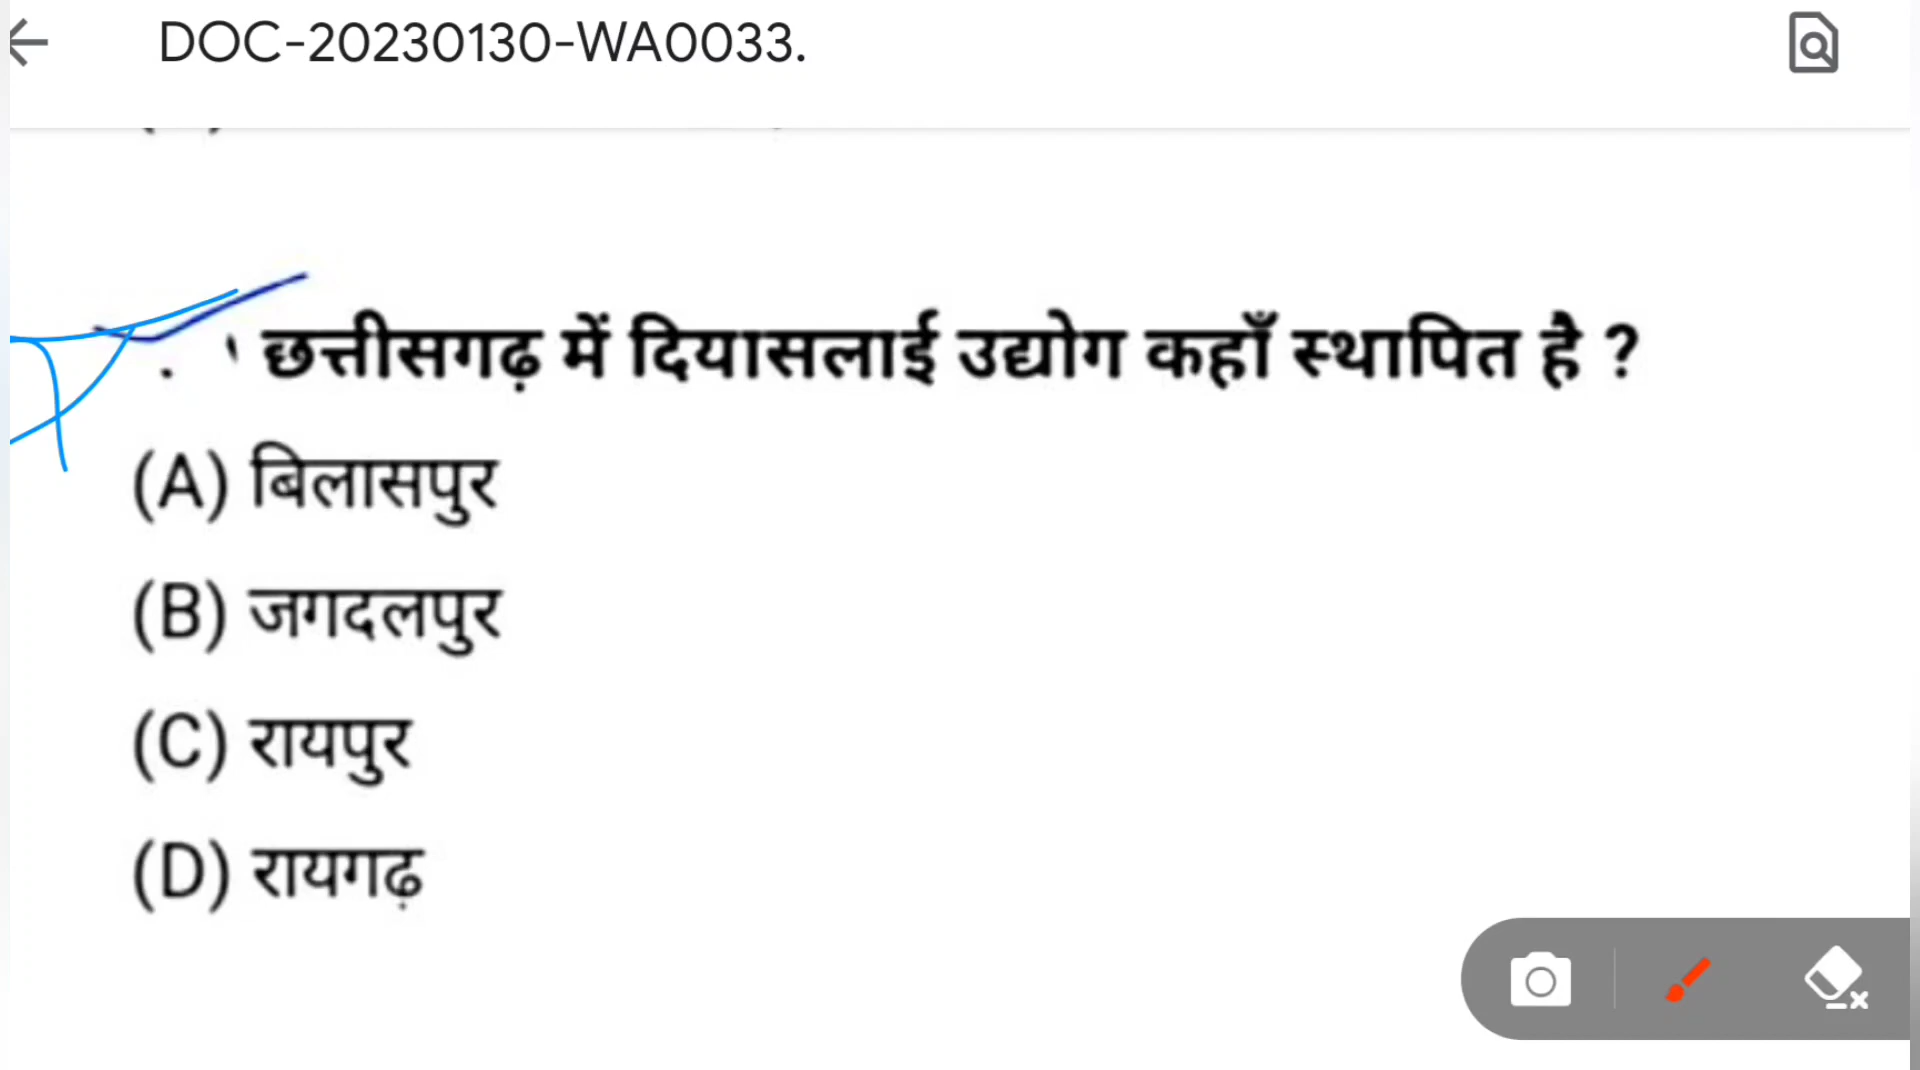 DOC-20230130-WA0033.
छत्तीसगढ़ में दियासलाई उद्योग कहाँ स्थापित है ?
(A) बिलासपुर
(B) जगदलपुर
(C) रायपुर
(D) रायगढ़